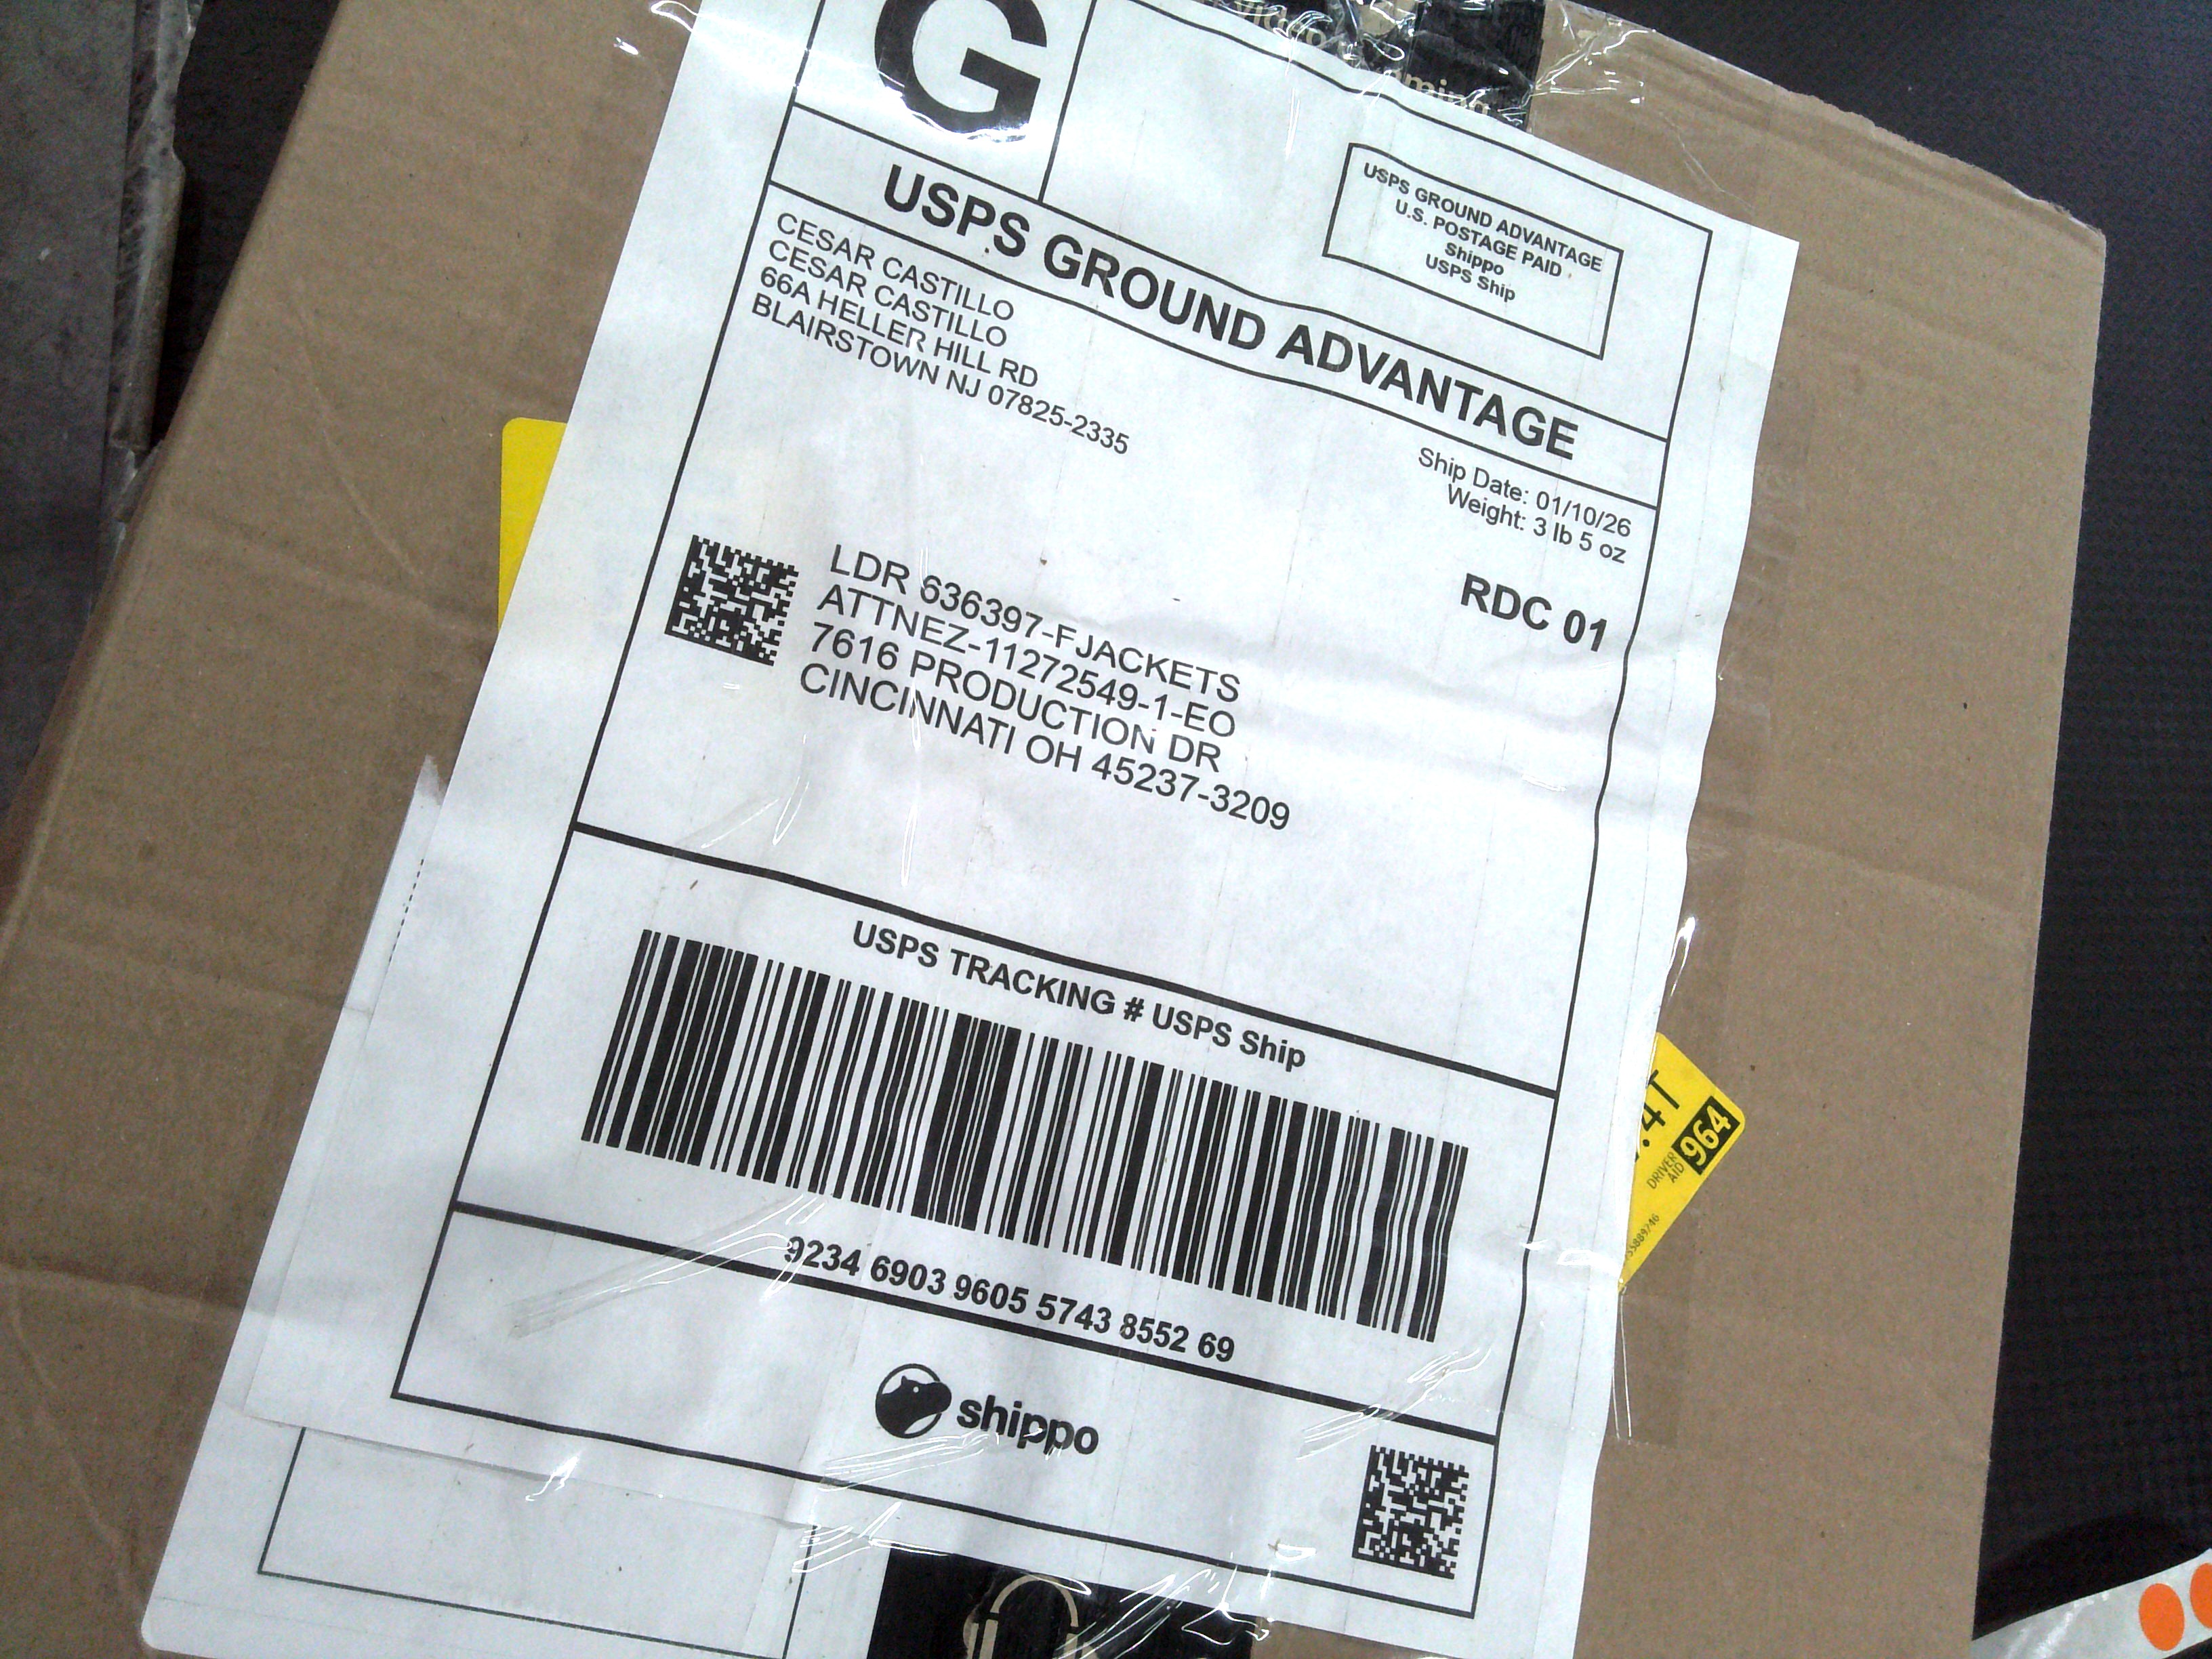 G
USPS GROUND ADVANTAGE
U.S. POSTAGE PAID
Shippo
USPS Ship
USPS GROUND ADVANTAGE
CESAR CASTILLO
CESAR CASTILLO
66A HELLER HILL RD
BLAIRSTOWN NJ 07825-2335
Ship Date: 01/10/26
Weight: 3 lb 5 oz
RDC 01
LDR 636397-FJACKETS
ATTNEZ-11272549-1-EO
7616 PRODUCTION DR
CINCINNATI OH 45237-3209
USPS TRACKING # USPS Ship
9234 6903 9605 5743 8552 69
shippo
4T
DRIVER
AID
964